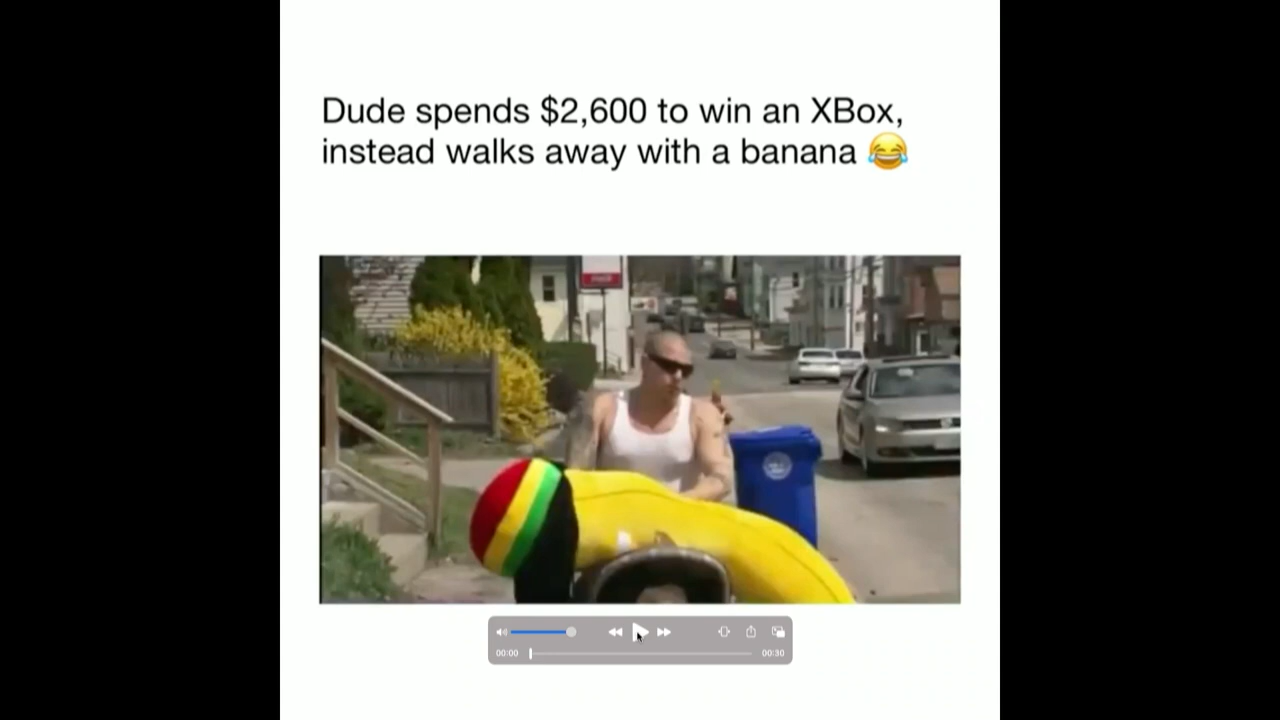 Dude spends $2,600 to win an XBox,
instead walks away with a banana 😂
00:00
00:30